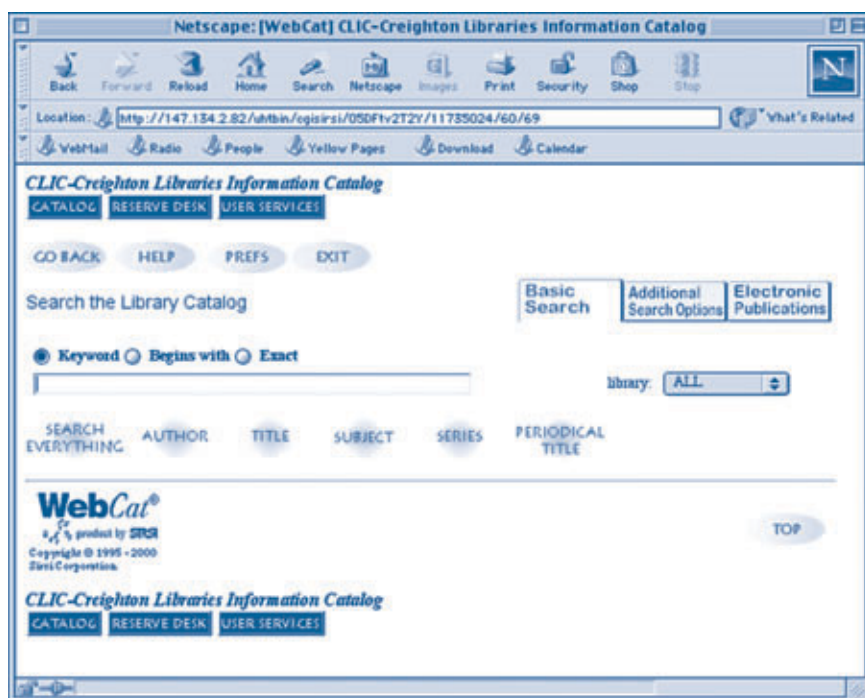 Netscape: [WebCat] CLIC-Creighton Libraries Information Catalog
Back Forward Reload Home Search Netscape Images Print Security Shop Stop
N
Location: http://147.134.2.82/uhtbin/cgisirsi/05DFtv2T2Y/11735024/60/69 What's Related
WebMail Radio People Yellow Pages Download Calendar
CLIC-Creighton Libraries Information Catalog
CATALOG RESERVE DESK USER SERVICES
GO BACK HELP PREFS EXIT
Search the Library Catalog
Basic Search
Additional Search Options
Electronic Publications
Keyword Begins with Exact
library: ALL
SEARCH EVERYTHING AUTHOR TITLE SUBJECT SERIES PERIODICAL TITLE
WebCat®
a product by SIRSI
Copyright © 1995 - 2000
Sirsi Corporation
TOP
CLIC-Creighton Libraries Information Catalog
CATALOG RESERVE DESK USER SERVICES